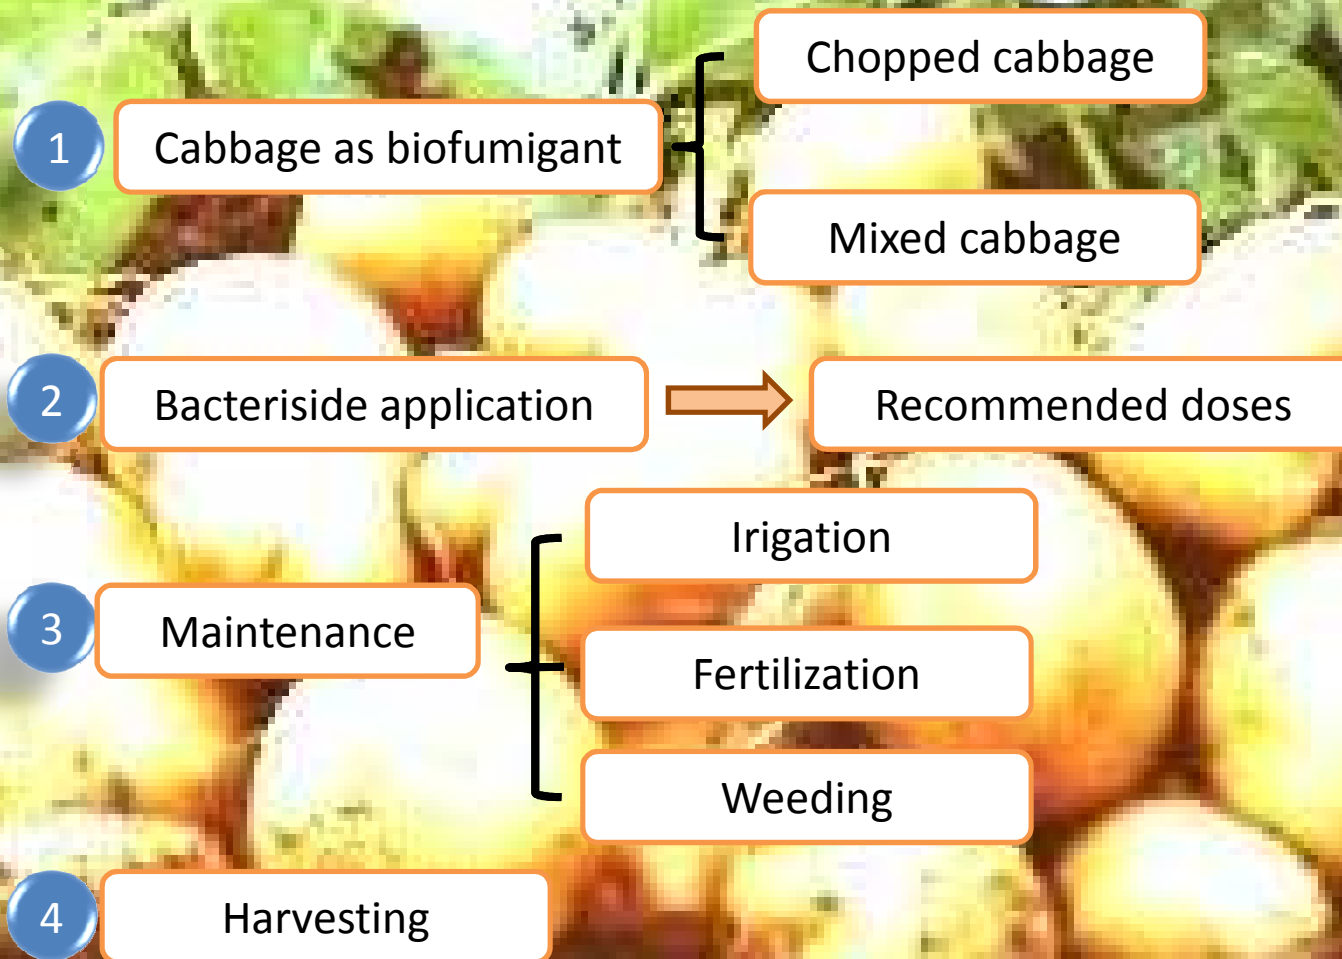 Chopped cabbage
1 Cabbage as biofumigant
Mixed cabbage
2 Bacteriside application Recommended doses
Irigation
3 Maintenance
Fertilization
Weeding
4 Harvesting